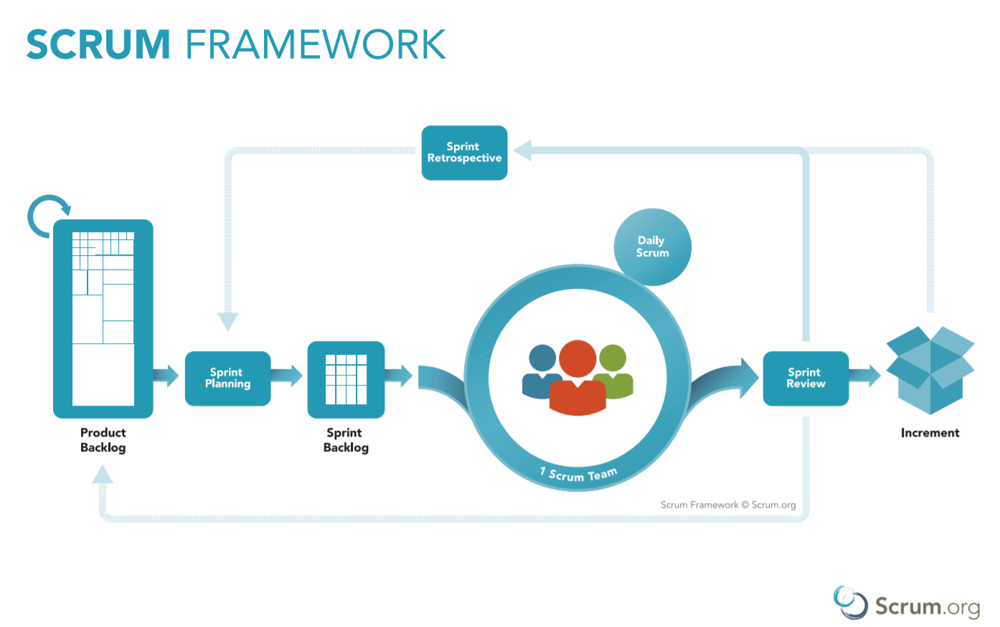 SCRUM FRAMEWORK
Sprint
Retrospective
Daily
Scrum
Sprint
Planning
Sprint
Review
Product
Backlog
Sprint
Backlog
Increment
1 Scrum Team
Scrum Framework © Scrum.org
Scrum.org